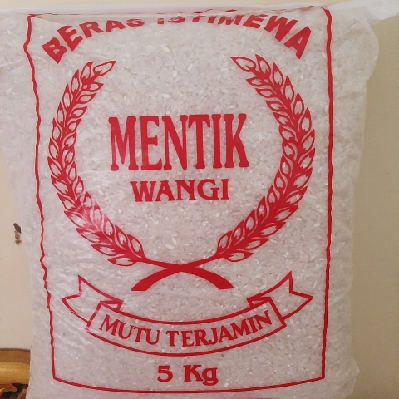 BERAS ISTIMEWA
MENTIK
WANGI
MUTU TERJAMIN
5 Kg